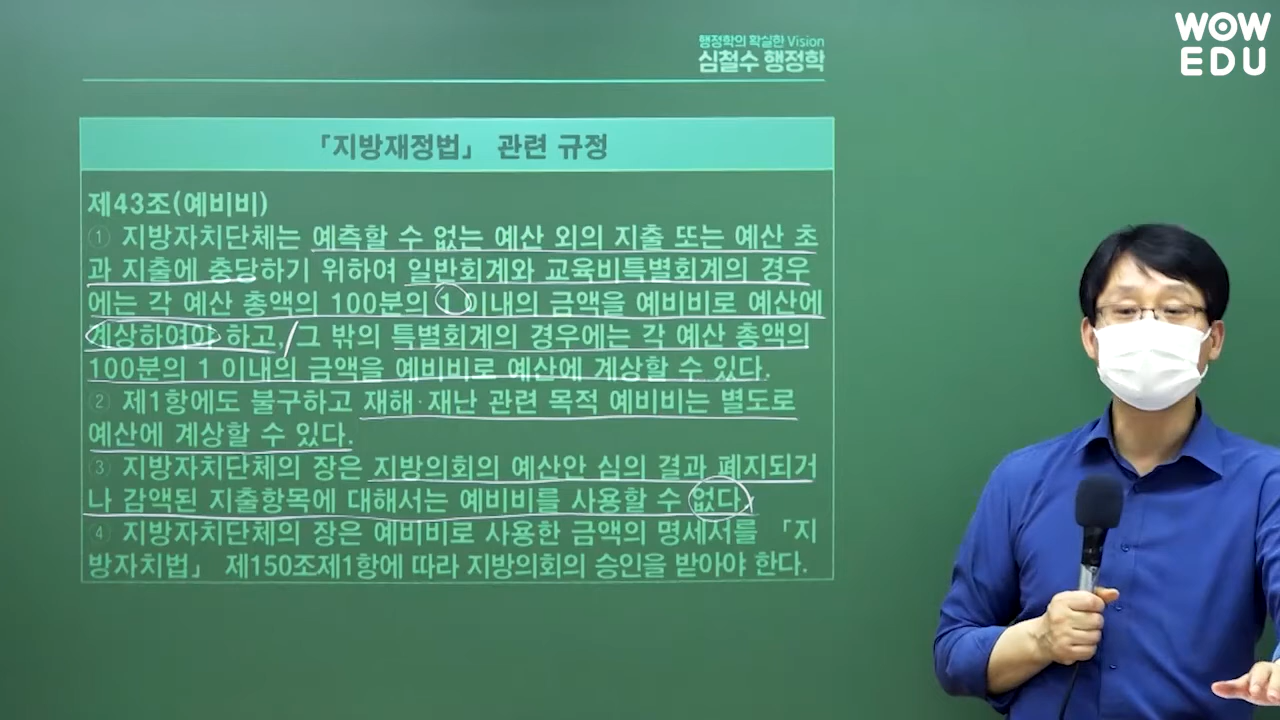 WOW
EDU
행정학의 확실한 Vision
심철수 행정학
「지방재정법」 관련 규정
제43조(예비비)
① 지방자치단체는 예측할 수 없는 예산 외의 지출 또는 예산 초
과 지출에 충당하기 위하여 일반회계와 교육비특별회계의 경우
에는 각 예산 총액의 100분의 1 이내의 금액을 예비비로 예산에
계상하여야 하고, 그 밖의 특별회계의 경우에는 각 예산 총액의
100분의 1 이내의 금액을 예비비로 예산에 계상할 수 있다.
② 제1항에도 불구하고 재해·재난 관련 목적 예비비는 별도로
예산에 계상할 수 있다.
③ 지방자치단체의 장은 지방의회의 예산안 심의 결과 폐지되거
나 감액된 지출항목에 대해서는 예비비를 사용할 수 없다.
④ 지방자치단체의 장은 예비비로 사용한 금액의 명세서를 「지
방자치법」 제150조제1항에 따라 지방의회의 승인을 받아야 한다.